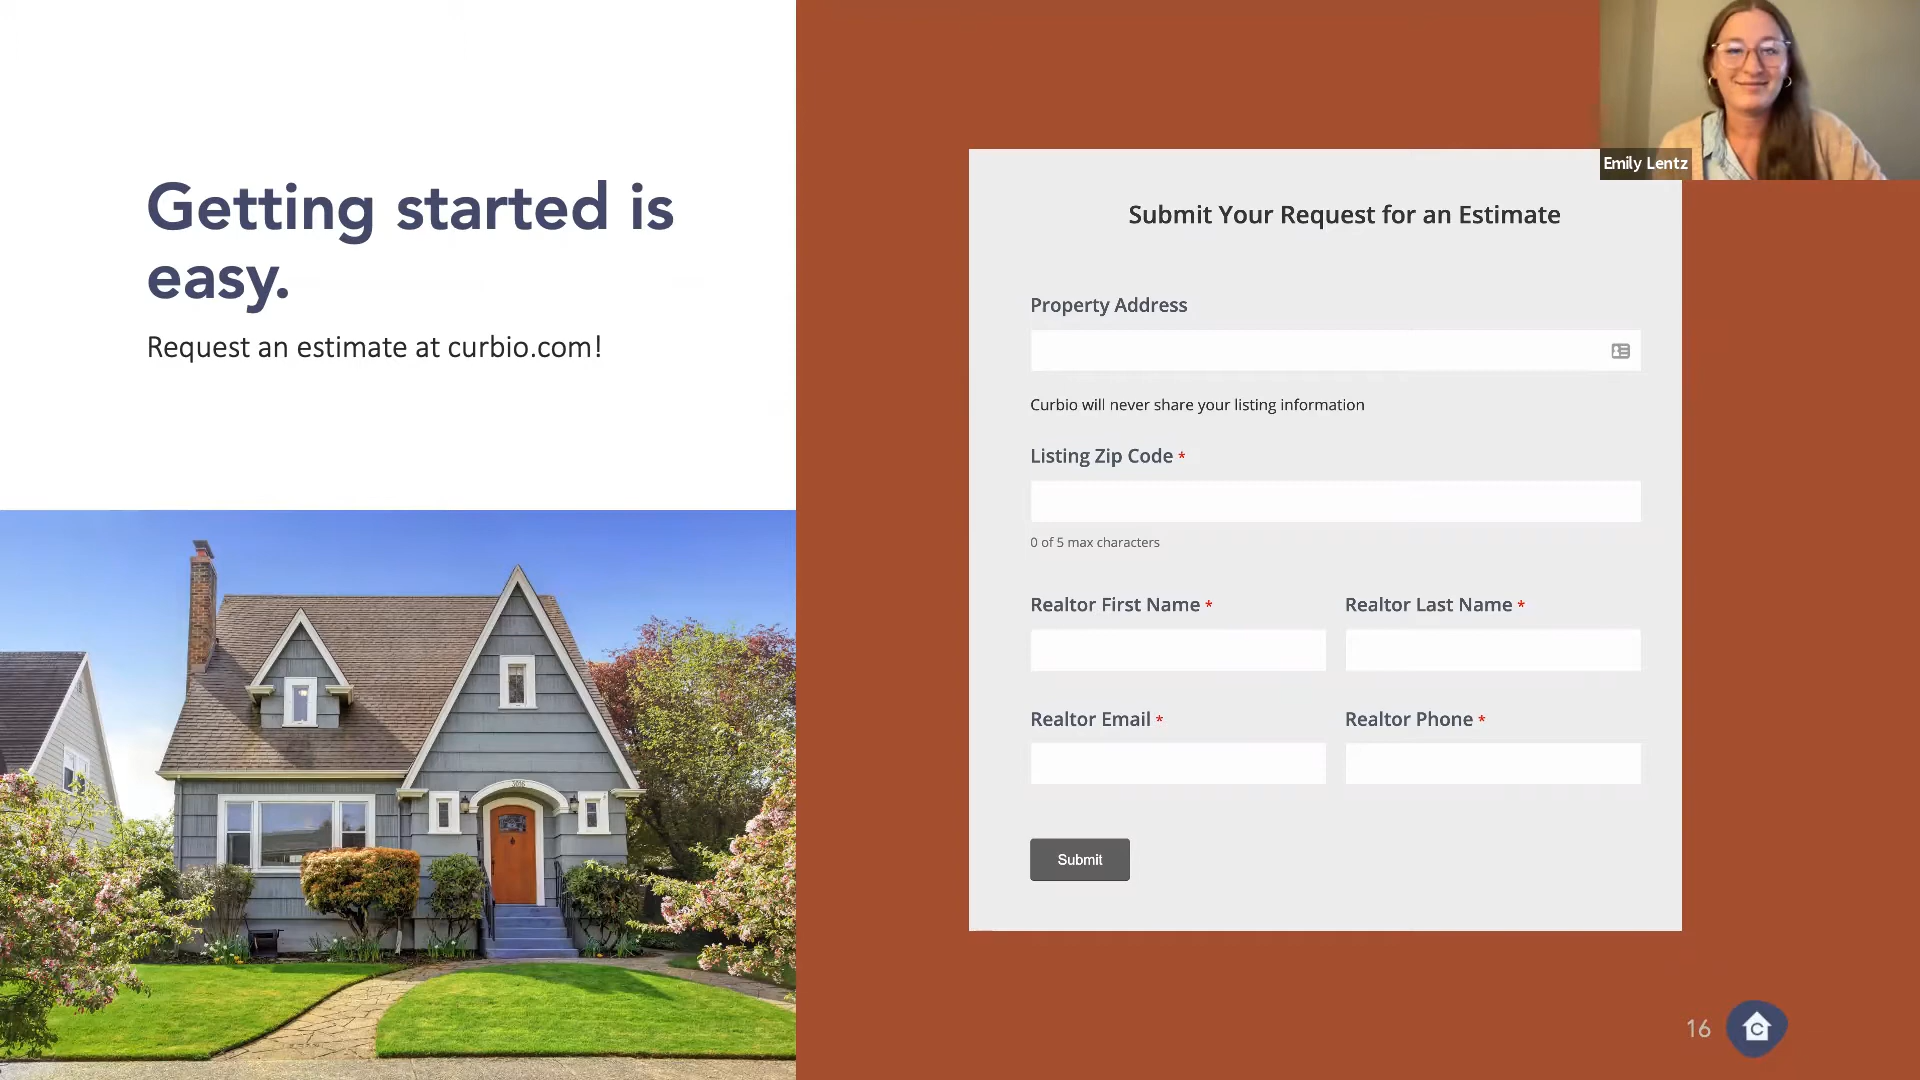 Getting started is
easy.
Request an estimate at curbio.com!
Emily Lentz
Submit Your Request for an Estimate
Property Address
Curbio will never share your listing information
Listing Zip Code *
0 of 5 max characters
Realtor First Name *
Realtor Last Name *
Realtor Email *
Realtor Phone *
Submit
16
C